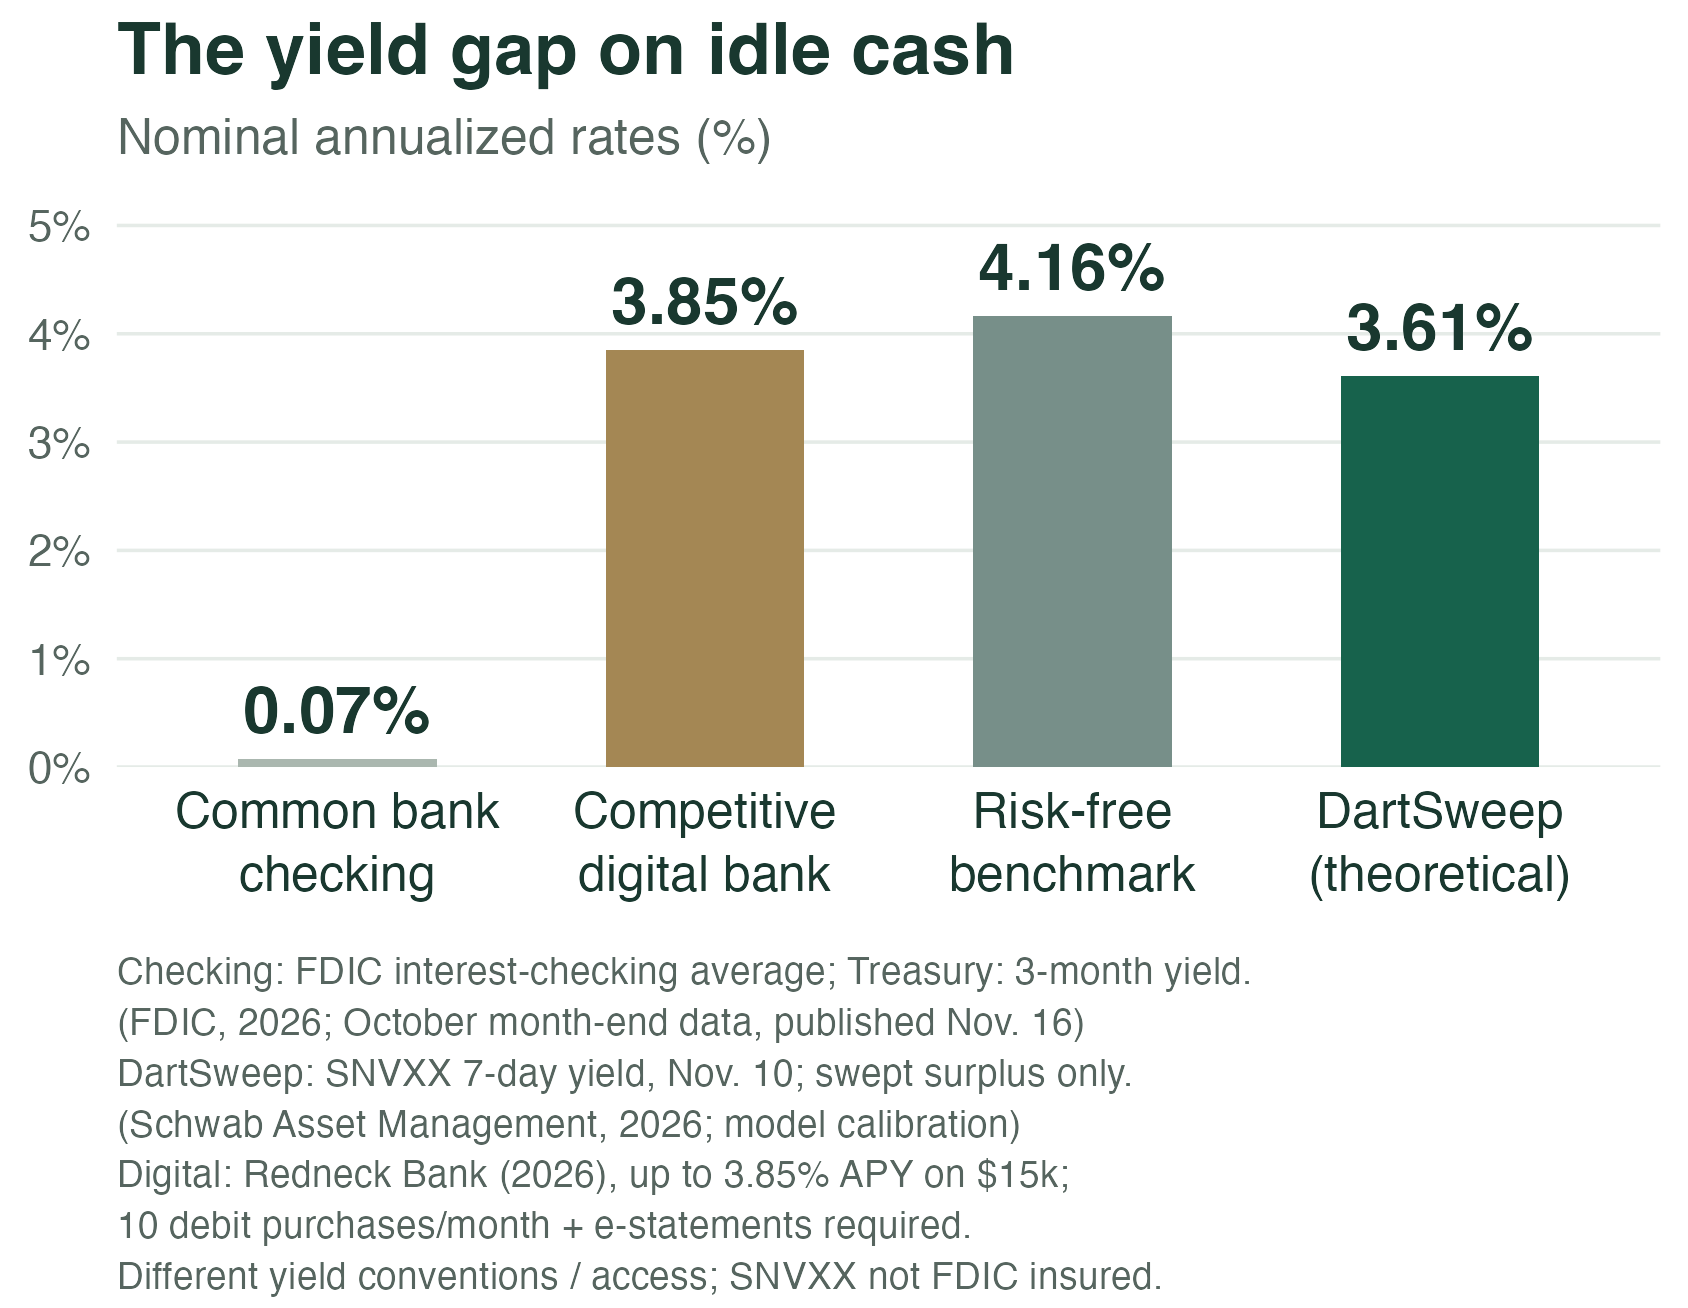 The yield gap on idle cash
Nominal annualized rates (%)
5%
4%
3%
2%
1%
0%
0.07%
3.85%
4.16%
3.61%
Common bank
checking
Competitive
digital bank
Risk-free
benchmark
DartSweep
(theoretical)
Checking: FDIC interest-checking average; Treasury: 3-month yield.
(FDIC, 2026; October month-end data, published Nov. 16)
DartSweep: SNVXX 7-day yield, Nov. 10; swept surplus only.
(Schwab Asset Management, 2026; model calibration)
Digital: Redneck Bank (2026), up to 3.85% APY on $15k;
10 debit purchases/month + e-statements required.
Different yield conventions / access; SNVXX not FDIC insured.